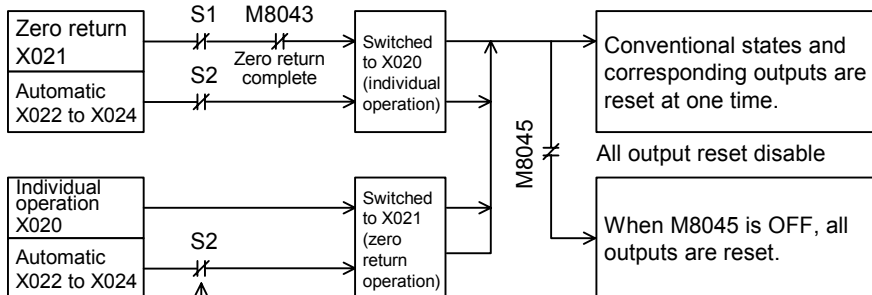 S1
M8043
Zero return
X021
Zero return
complete
Automatic
X022 to X024
S2
Switched
to X020
(individual
operation)
Conventional states and
corresponding outputs are
reset at one time.
M8045
All output reset disable
Individual
operation
X020
Automatic
X022 to X024
S2
Switched
to X021
(zero
return
operation)
When M8045 is OFF, all
outputs are reset.